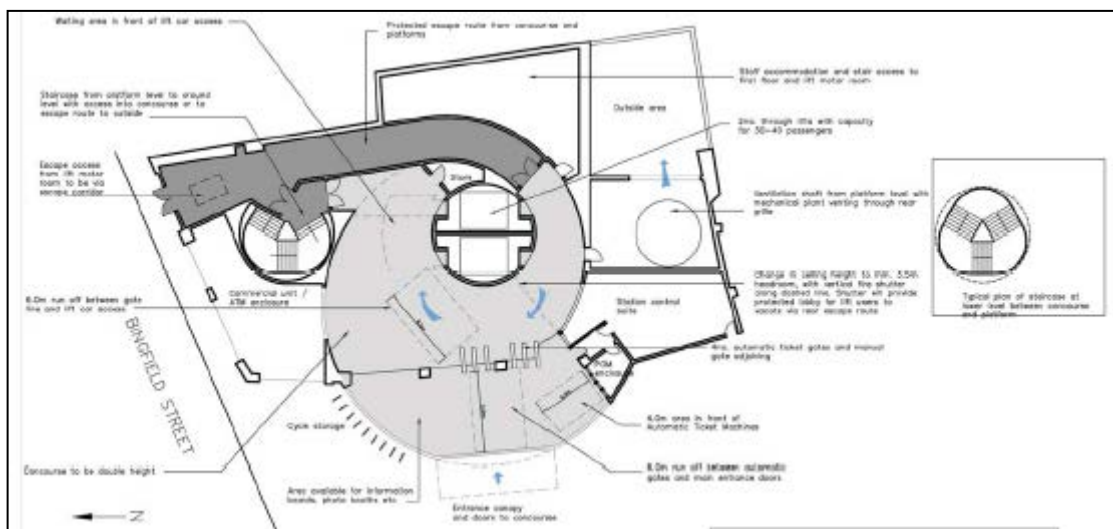 Waiting area in front of lift car access
Protected escape route from concourse and
platforms
Staff accommodation and stair access to
first floor and lift motor room
Staircase from platform level to ground
level with access into concourse or to
escape route to outside
Outside area
2no. through lifts with capacity
for 30-40 passengers
Escape access
from lift motor
room to be via
escape corridor
Store
Ventilation shaft from platform level with
mechanical plant venting through rear
grille
Change in ceiling height to min. 3.5m
headroom, with vertical fire shutter
along dashed line. Shutter will provide
protected lobby for lift users to
vacate via rear escape route
Typical plan of staircase at
lower level between concourse
and platform
8.0m run off between gate
line and lift car access
Commercial unit /
ATM enclosure
Station control
suite
4no. automatic ticket gates and manual
gate adjoining
enclosure
BINGFIELD STREET
Cycle storage
4.0m area in front of
Automatic Ticket Machines
Concourse to be double height
8.0m run off between automatic
gates and main entrance doors
Area available for information
boards, photo booths etc
Entrance canopy
and doors to concourse
N